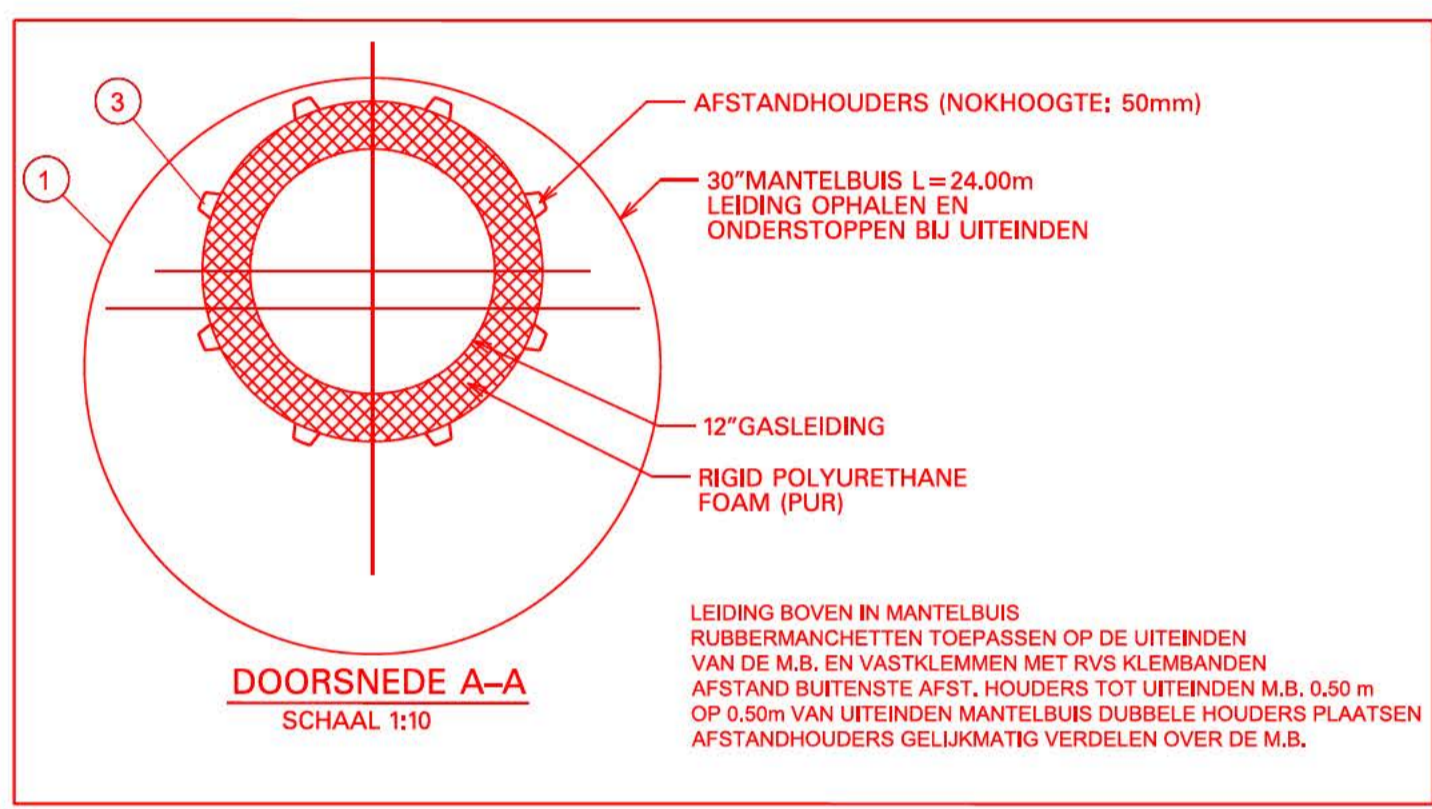 3
1
AFSTANDHOUDERS (NOKHOOGTE: 50mm)
30"MANTELBUIS L=24.00m
LEIDING OPHALEN EN
ONDERSTOPPEN BIJ UITEINDEN
12"GASLEIDING
RIGID POLYURETHANE
FOAM (PUR)
DOORSNEDE A–A
SCHAAL 1:10
LEIDING BOVEN IN MANTELBUIS
RUBBERMANCHETTEN TOEPASSEN OP DE UITEINDEN
VAN DE M.B. EN VASTKLEMMEN MET RVS KLEMBANDEN
AFSTAND BUITENSTE AFST. HOUDERS TOT UITEINDEN M.B. 0.50 m
OP 0.50m VAN UITEINDEN MANTELBUIS DUBBELE HOUDERS PLAATSEN
AFSTANDHOUDERS GELIJKMATIG VERDELEN OVER DE M.B.